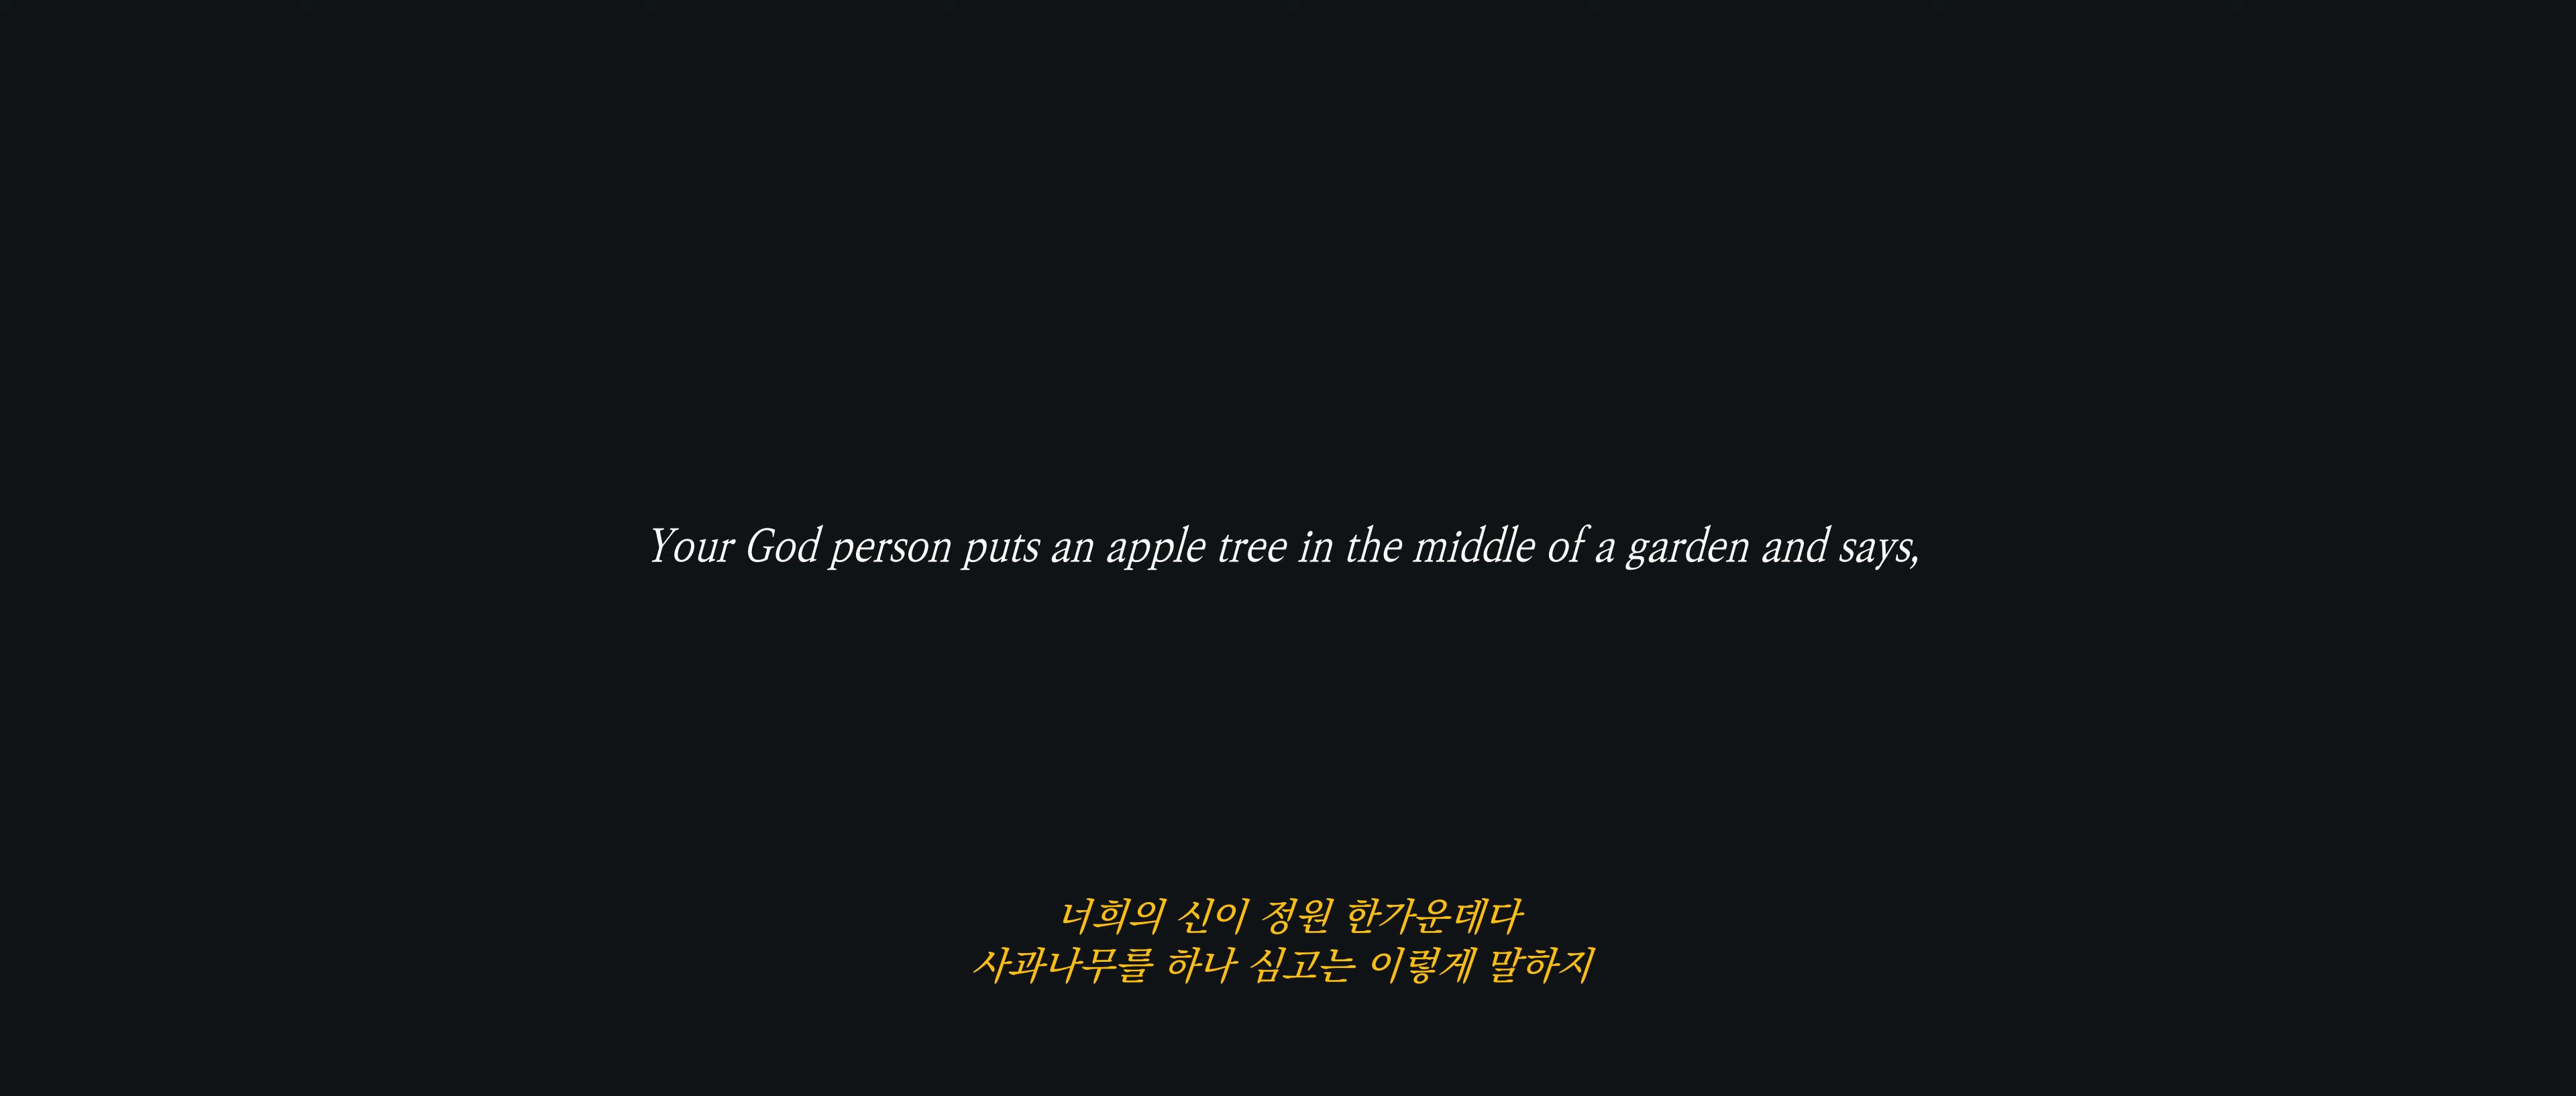 Your God person puts an apple tree in the middle of a garden and says,
너희의 신이 정원 한가운데다
사과나무를 하나 심고는 이렇게 말하지